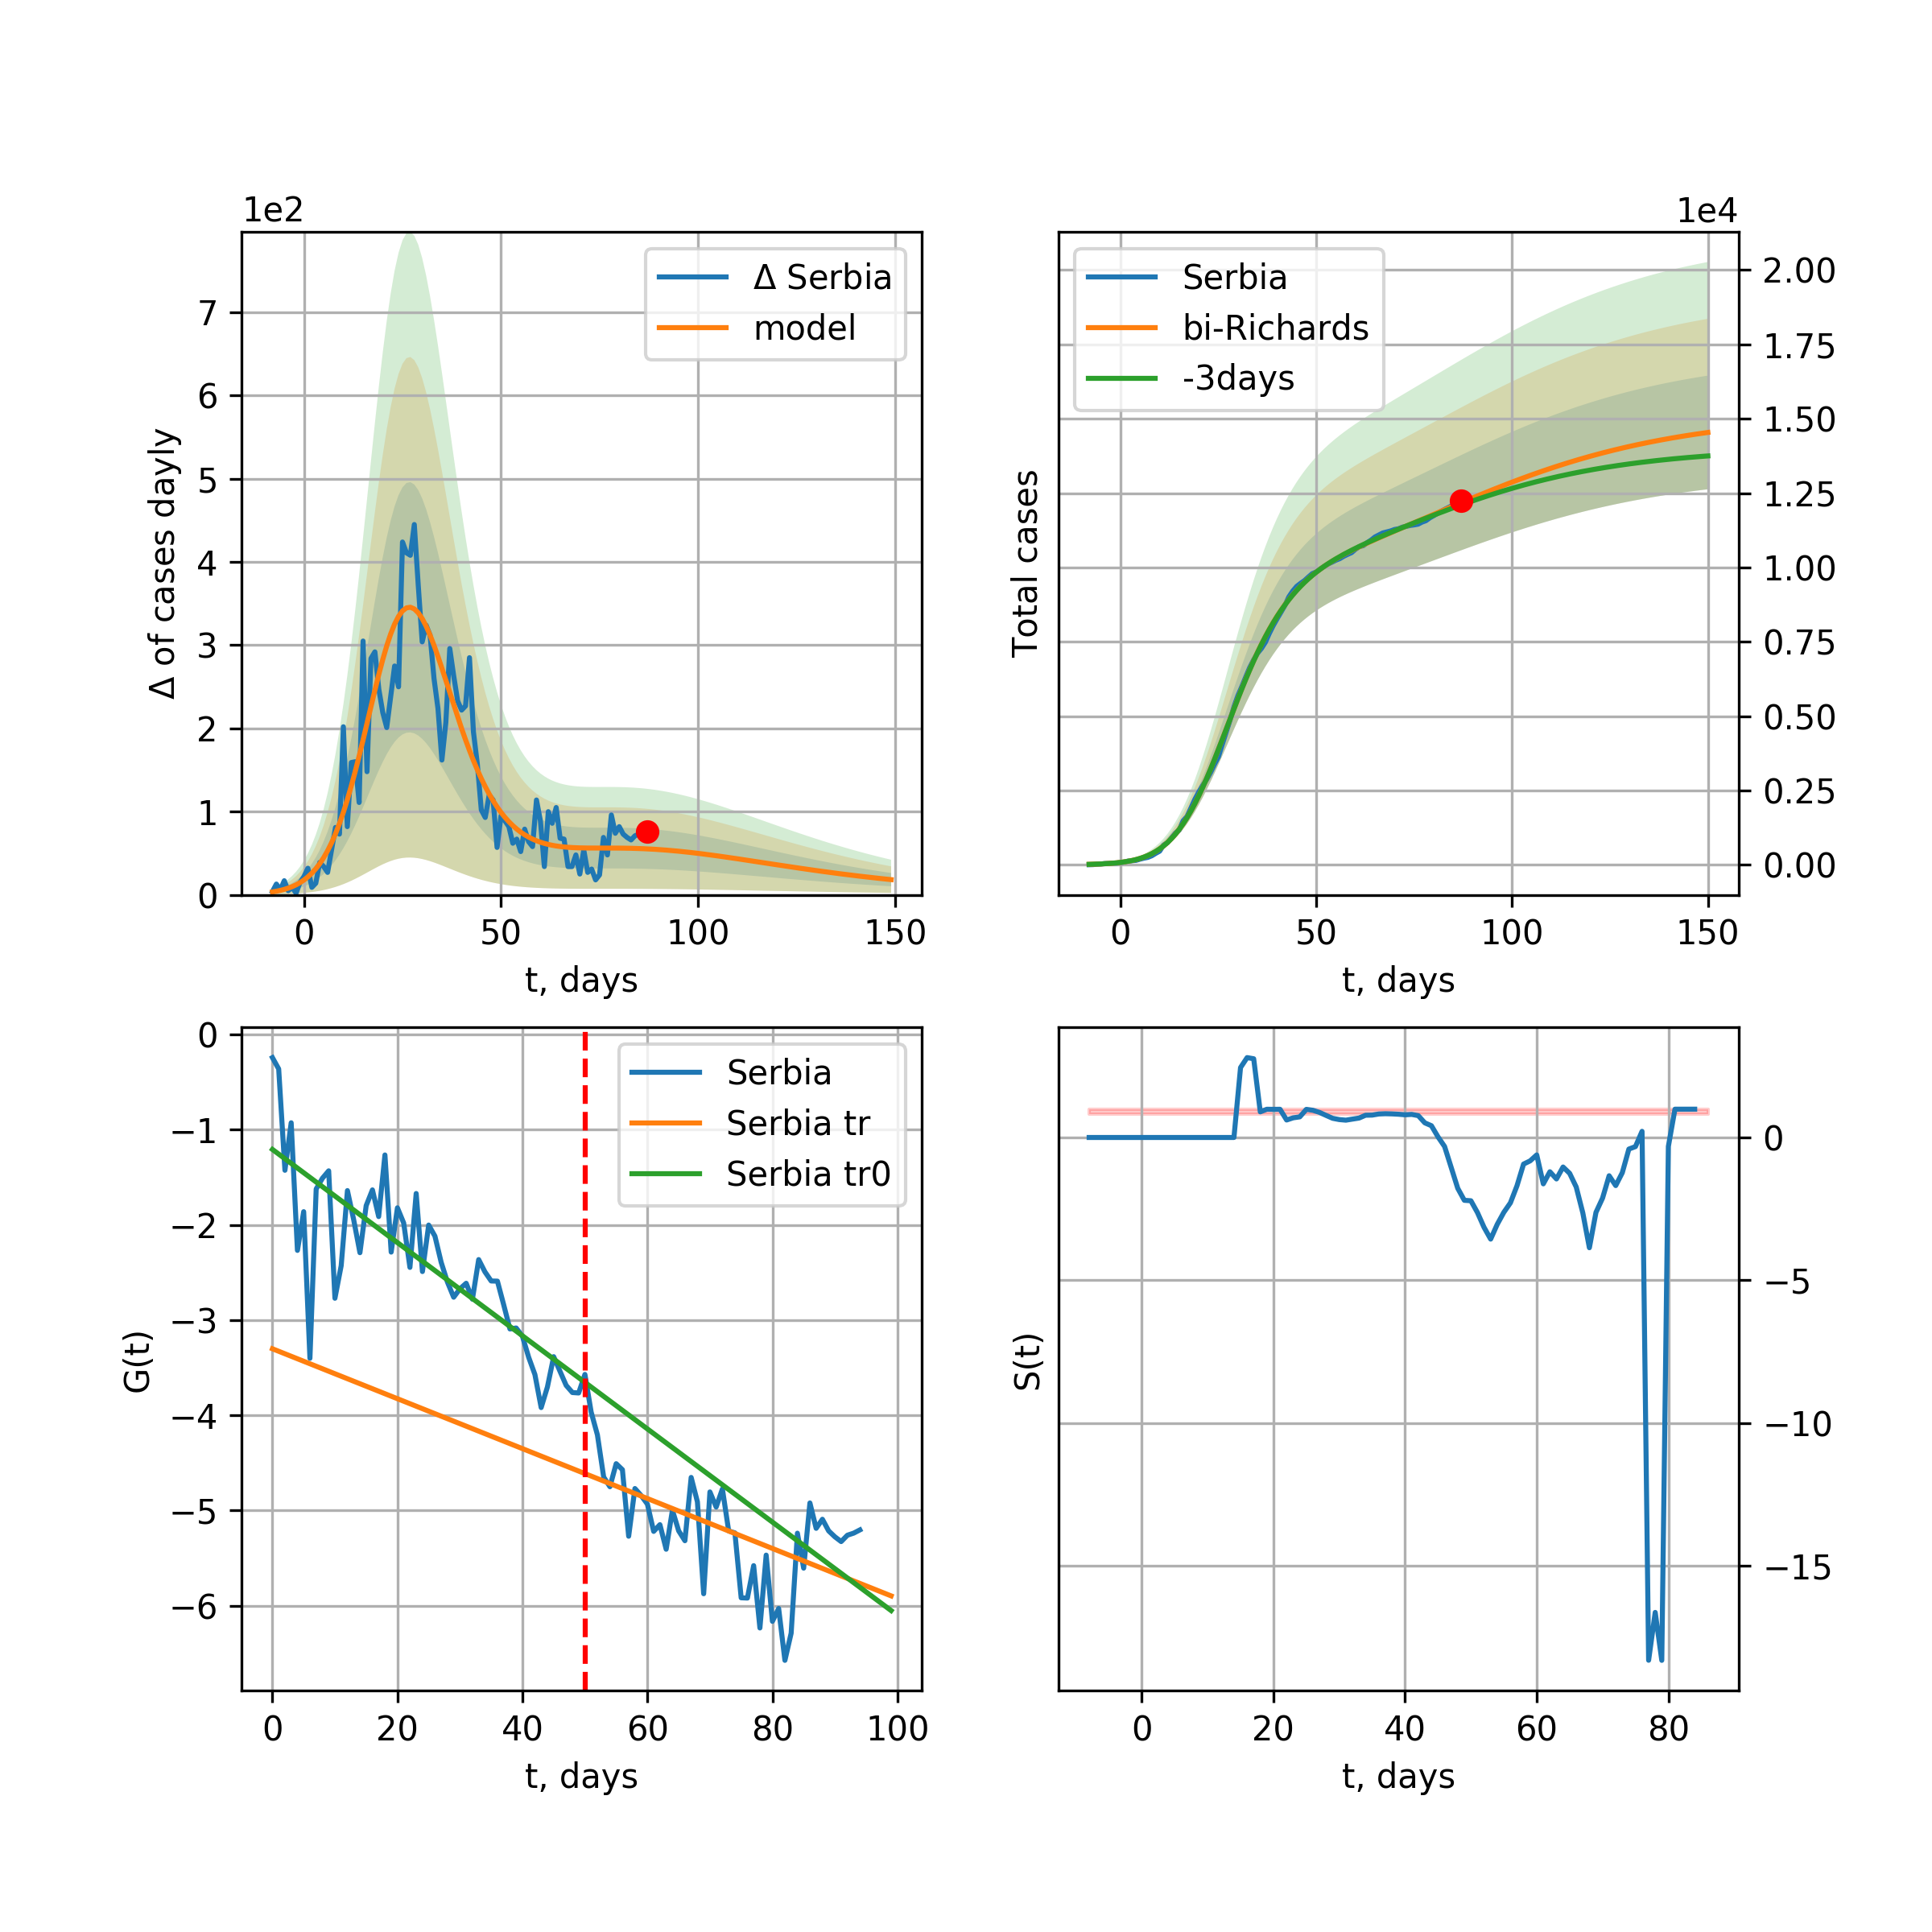 1e2
Δ of cases dayly
7
6
5
4
3
2
1
0
0 50 100 150
t, days
Δ Serbia
model
1e4
Total cases
2.00
1.75
1.50
1.25
1.00
0.75
0.50
0.25
0.00
0 50 100 150
t, days
Serbia
bi-Richards
-3days
G(t)
0
−1
−2
−3
−4
−5
−6
0 20 40 60 80 100
t, days
Serbia
Serbia tr
Serbia tr0
S(t)
0
−5
−10
−15
0 20 40 60 80
t, days